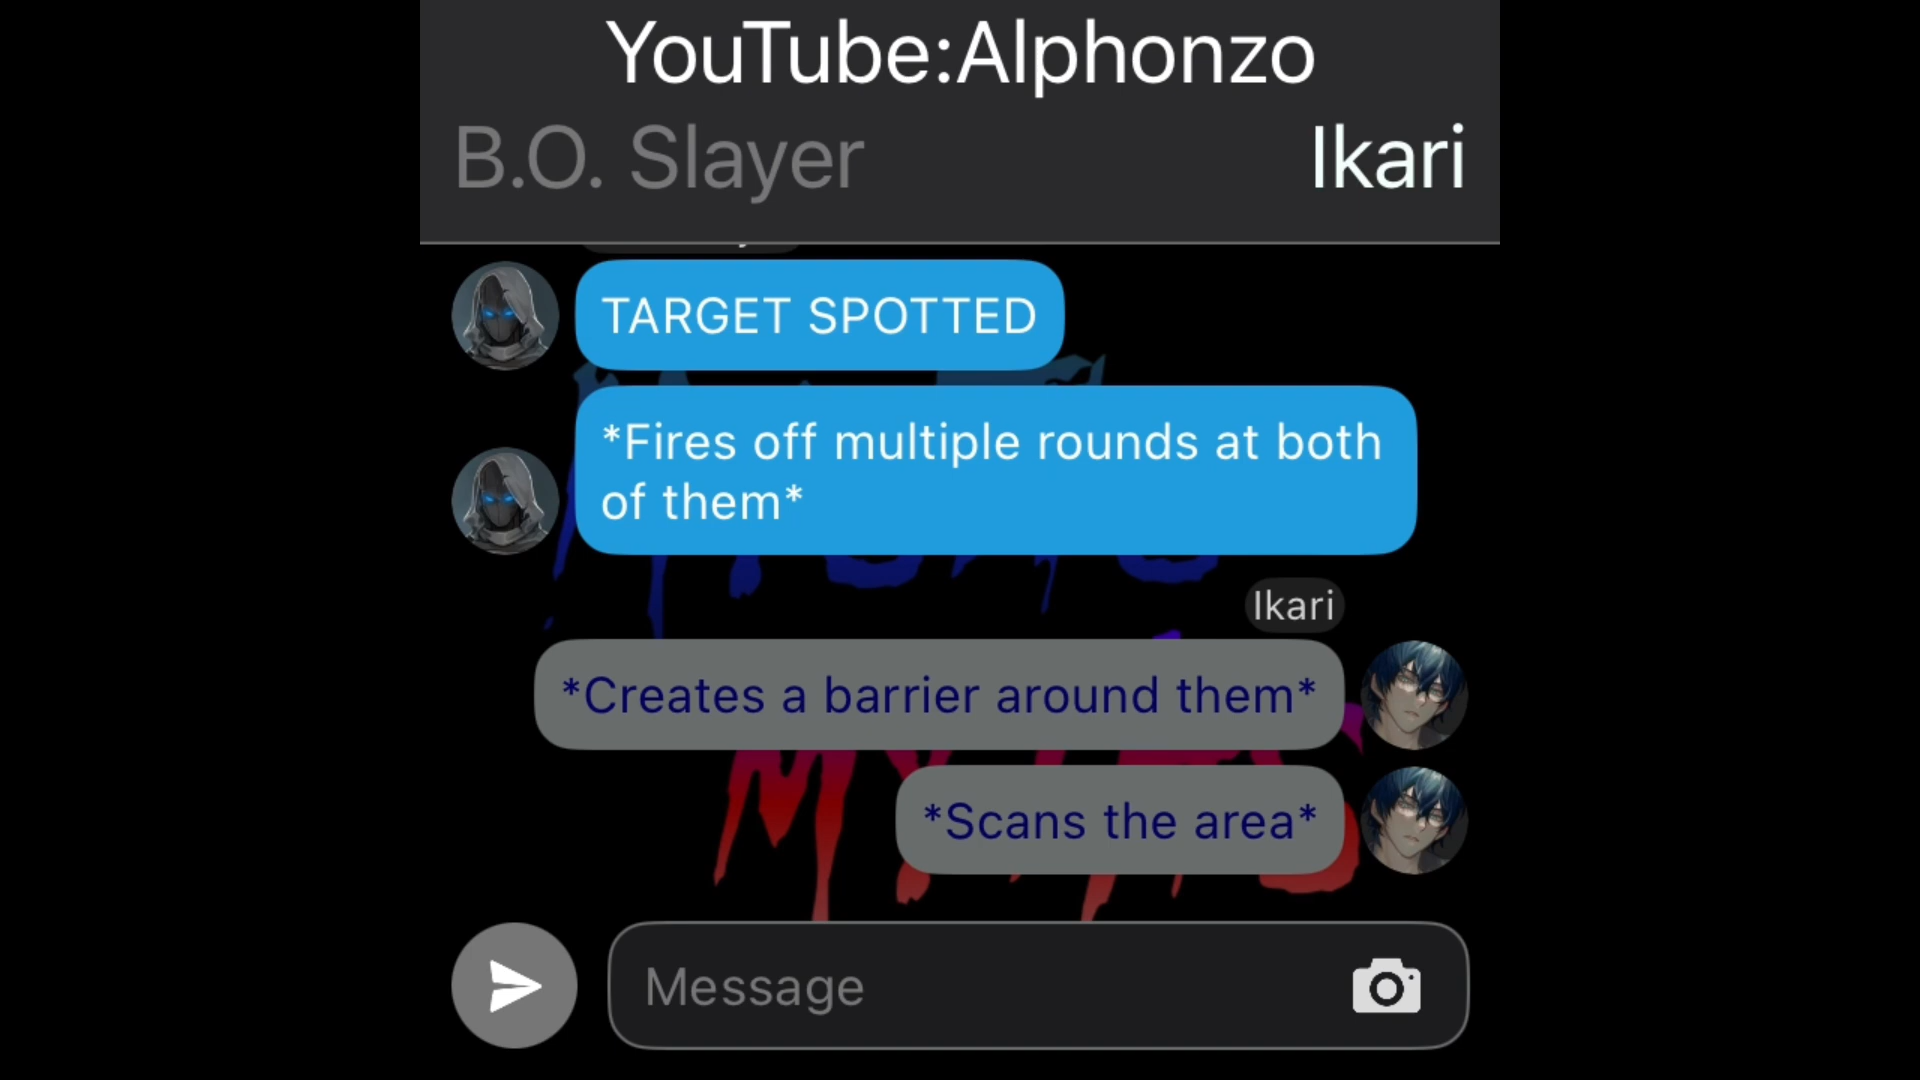 YouTube:Alphonzo
B.O. Slayer
Ikari
TARGET SPOTTED
*Fires off multiple rounds at both
of them*
Ikari
*Creates a barrier around them*
*Scans the area*
Message